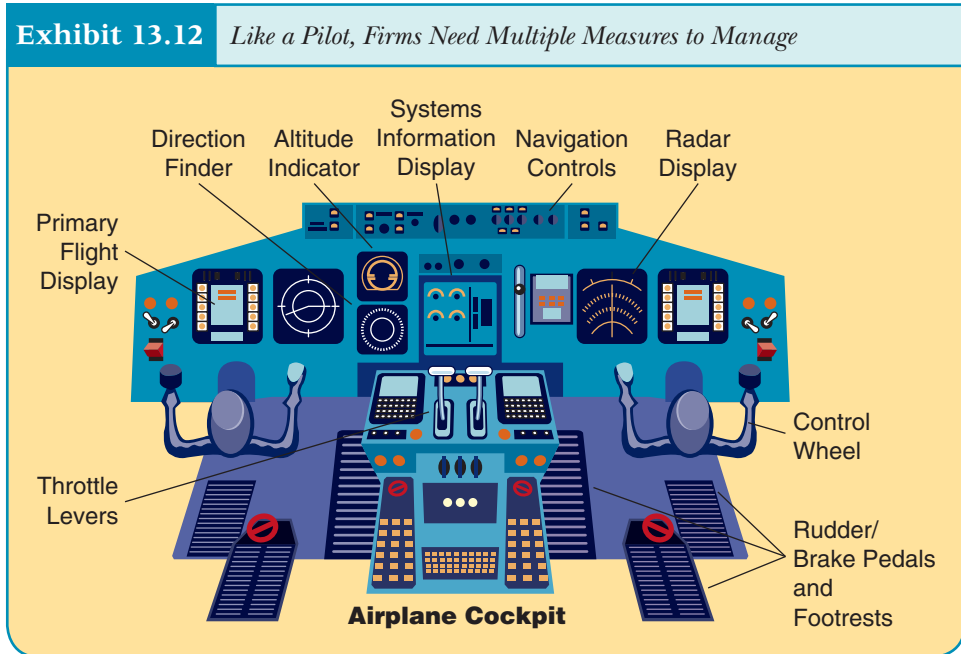 Exhibit 13.12
Like a Pilot, Firms Need Multiple Measures to Manage
Direction
Finder
Altitude
Indicator
Systems
Information
Display
Navigation
Controls
Radar
Display
Primary
Flight
Display
Control
Wheel
Throttle
Levers
Rudder/
Brake Pedals
and
Footrests
Airplane Cockpit